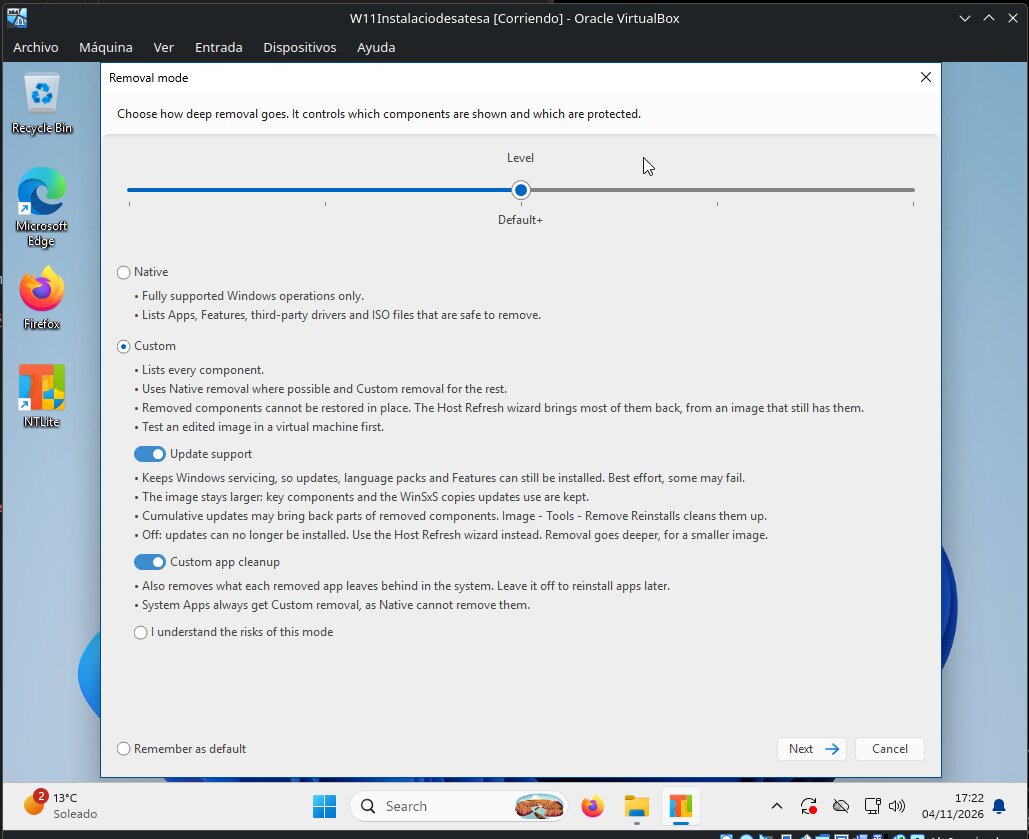 W11Instalaciodesatesa [Corriendo] - Oracle VirtualBox
Archivo Máquina Ver Entrada Dispositivos Ayuda
Recycle Bin
Microsoft
Edge
Firefox
NTLite
Removal mode
Choose how deep removal goes. It controls which components are shown and which are protected.
Level
Default+
Native
• Fully supported Windows operations only.
• Lists Apps, Features, third-party drivers and ISO files that are safe to remove.
Custom
• Lists every component.
• Uses Native removal where possible and Custom removal for the rest.
• Removed components cannot be restored in place. The Host Refresh wizard brings most of them back, from an image that still has them.
• Test an edited image in a virtual machine first.
Update support
• Keeps Windows servicing, so updates, language packs and Features can still be installed. Best effort, some may fail.
• The image stays larger: key components and the WinSxS copies updates use are kept.
• Cumulative updates may bring back parts of removed components. Image - Tools - Remove Reinstalls cleans them up.
• Off: updates can no longer be installed. Use the Host Refresh wizard instead. Removal goes deeper, for a smaller image.
Custom app cleanup
• Also removes what each removed app leaves behind in the system. Leave it off to reinstall apps later.
• System Apps always get Custom removal, as Native cannot remove them.
I understand the risks of this mode
Remember as default
Next
Cancel
2
13°C
Soleado
Search
17:22
04/11/2026